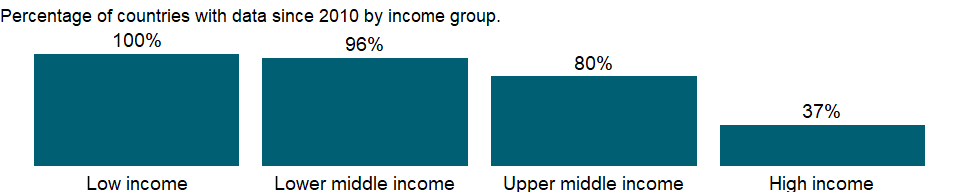 Percentage of countries with data since 2010 by income group.
100%
96%
80%
37%
Low income
Lower middle income
Upper middle income
High income